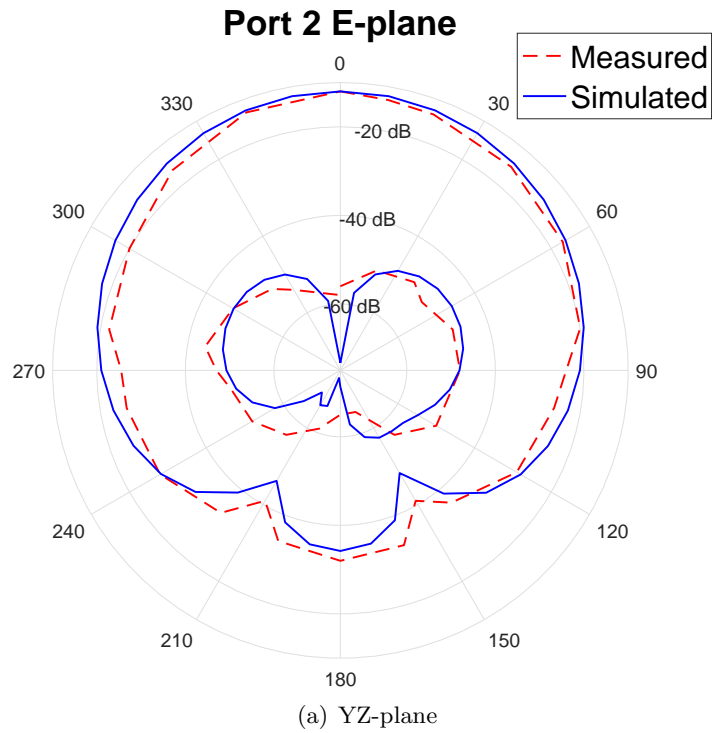 Port 2 E-plane
Measured
Simulated
0
330
30
-20 dB
300
60
-40 dB
-60 dB
270
90
240
120
210
150
180
(a) YZ-plane